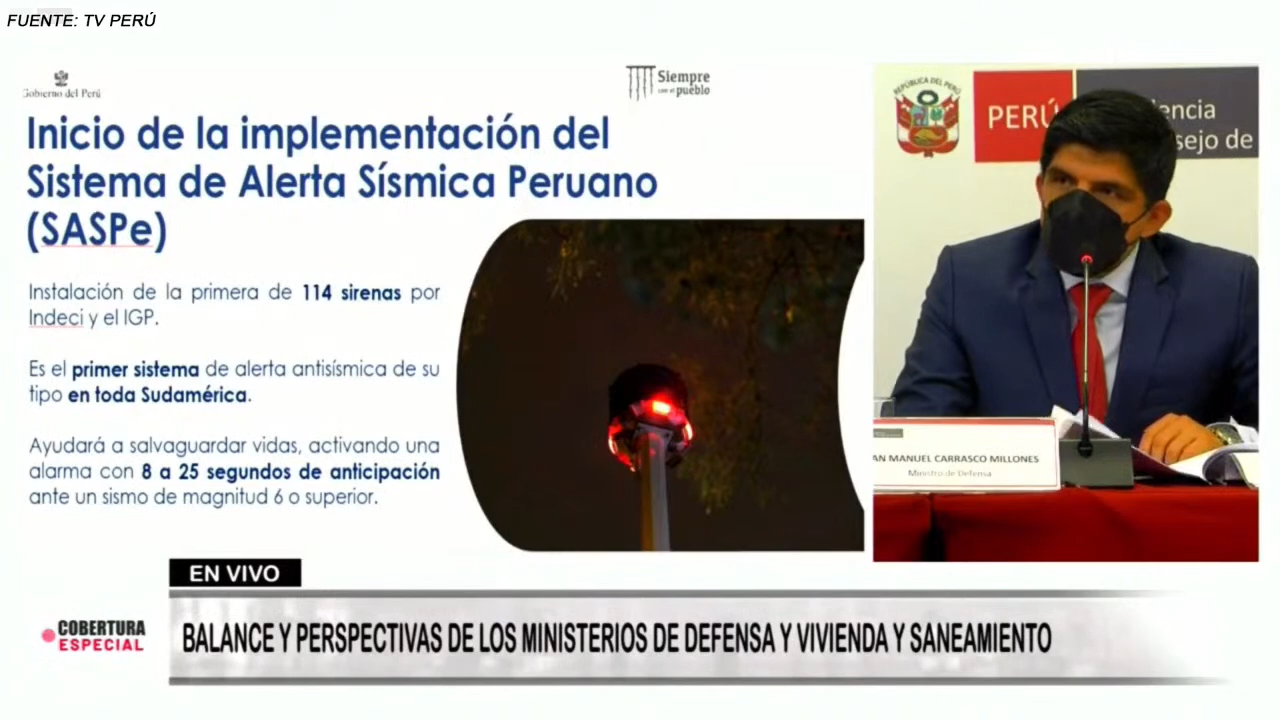 FUENTE: TV PERÚ
Gobierno del Perú
Siempre
con el pueblo
Inicio de la implementación del
Sistema de Alerta Sísmica Peruano
(SASPe)
Instalación de la primera de 114 sirenas por
Indeci y el IGP.
Es el primer sistema de alerta antisísmica de su
tipo en toda Sudamérica.
Ayudará a salvaguardar vidas, activando una
alarma con 8 a 25 segundos de anticipación
ante un sismo de magnitud 6 o superior.
REPÚBLICA DEL PERÚ
PERÚ
encia
sejo de
AN MANUEL CARRASCO MILLONES
Ministro de Defensa
EN VIVO
COBERTURA
ESPECIAL
BALANCE Y PERSPECTIVAS DE LOS MINISTERIOS DE DEFENSA Y VIVIENDA Y SANEAMIENTO